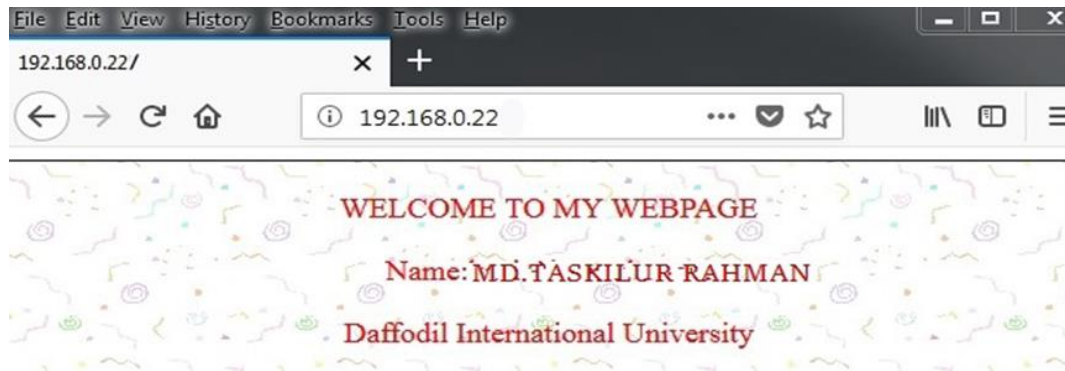 File Edit View History Bookmarks Tools Help
192.168.0.22/
192.168.0.22
WELCOME TO MY WEBPAGE
Name:MD.TASKILUR RAHMAN
Daffodil International University